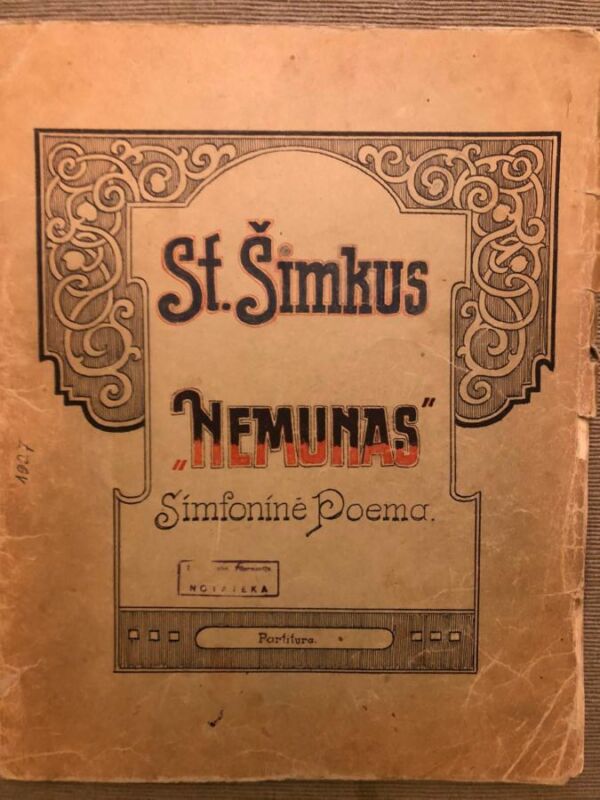 St. Šimkus
„NEMUNAS"
Simfoninė Poema.
1927
NOTATEKA
Partitura.